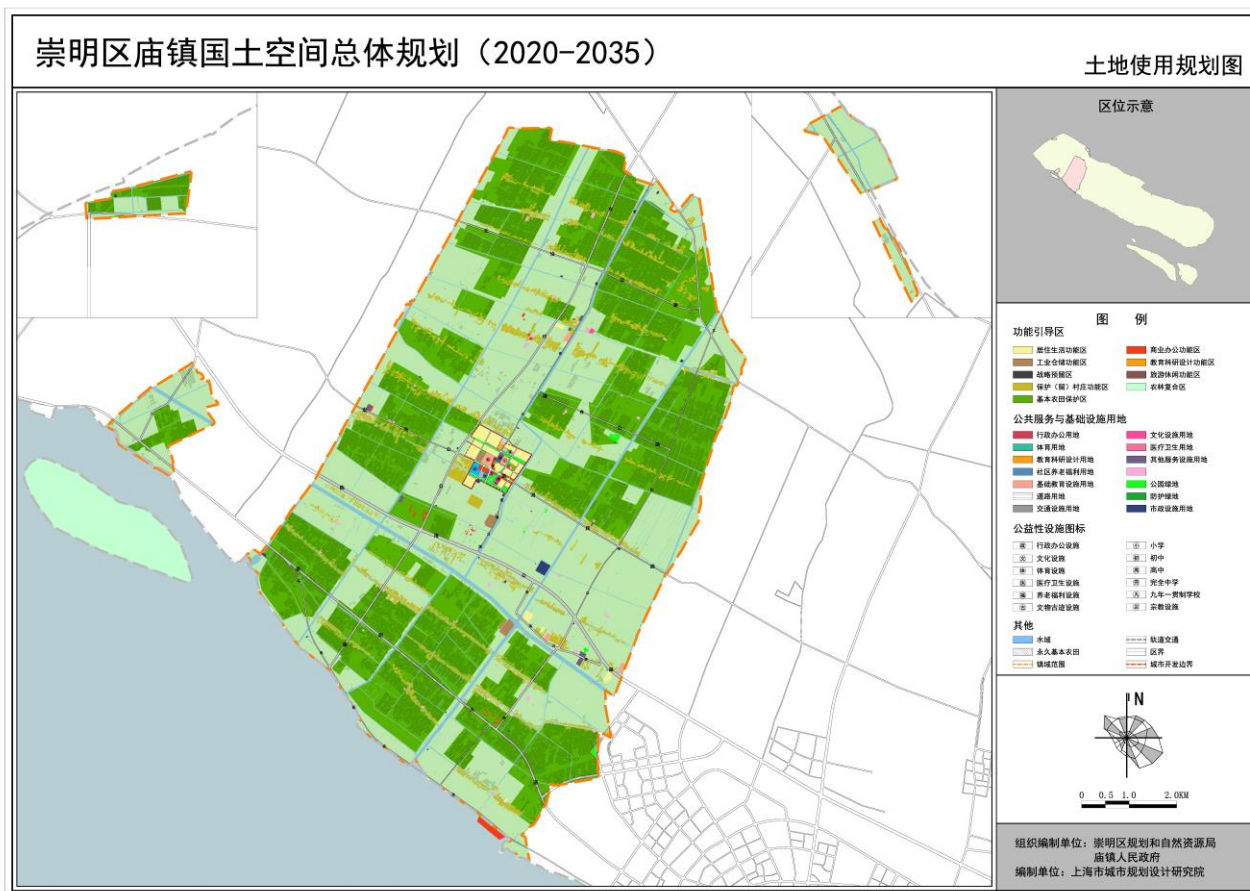 崇明区庙镇国土空间总体规划（2020-2035）
土地使用规划图
区位示意
图 例
功能引导区
居住生活功能区
商业办公功能区
工业仓储功能区
教育科研设计功能区
战略预留区
旅游休闲功能区
保护（留）村庄功能区
农林复合区
基本农田保护区
公共服务与基础设施用地
行政办公用地
文化设施用地
体育用地
医疗卫生用地
教育科研设计用地
其他服务设施用地
社区养老福利用地
基础教育设施用地
公园绿地
道路用地
防护绿地
交通设施用地
市政设施用地
公益性设施图标
行政办公设施
小学
文化设施
初中
体育设施
高中
医疗卫生设施
完全中学
养老福利设施
九年一贯制学校
文物古迹设施
宗教设施
其他
水域
轨道交通
永久基本农田
区界
镇域范围
城市开发边界
N
0 0.5 1.0 2.0KM
组织编制单位：崇明区规划和自然资源局
庙镇人民政府
编制单位：上海市城市规划设计研究院